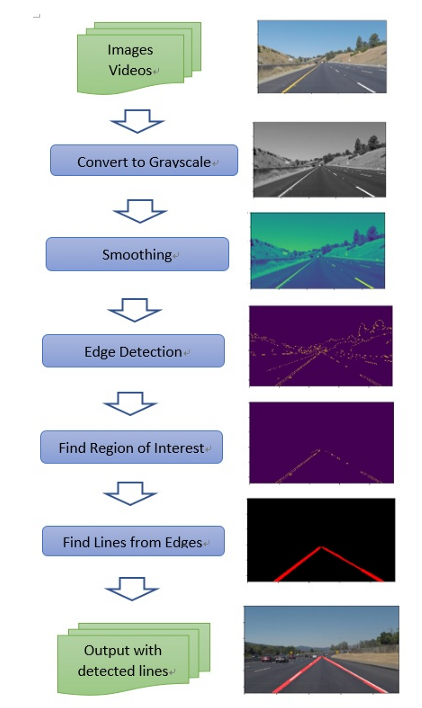 Images
Videos
Convert to Grayscale
Smoothing
Edge Detection
Find Region of Interest
Find Lines from Edges
Output with
detected lines